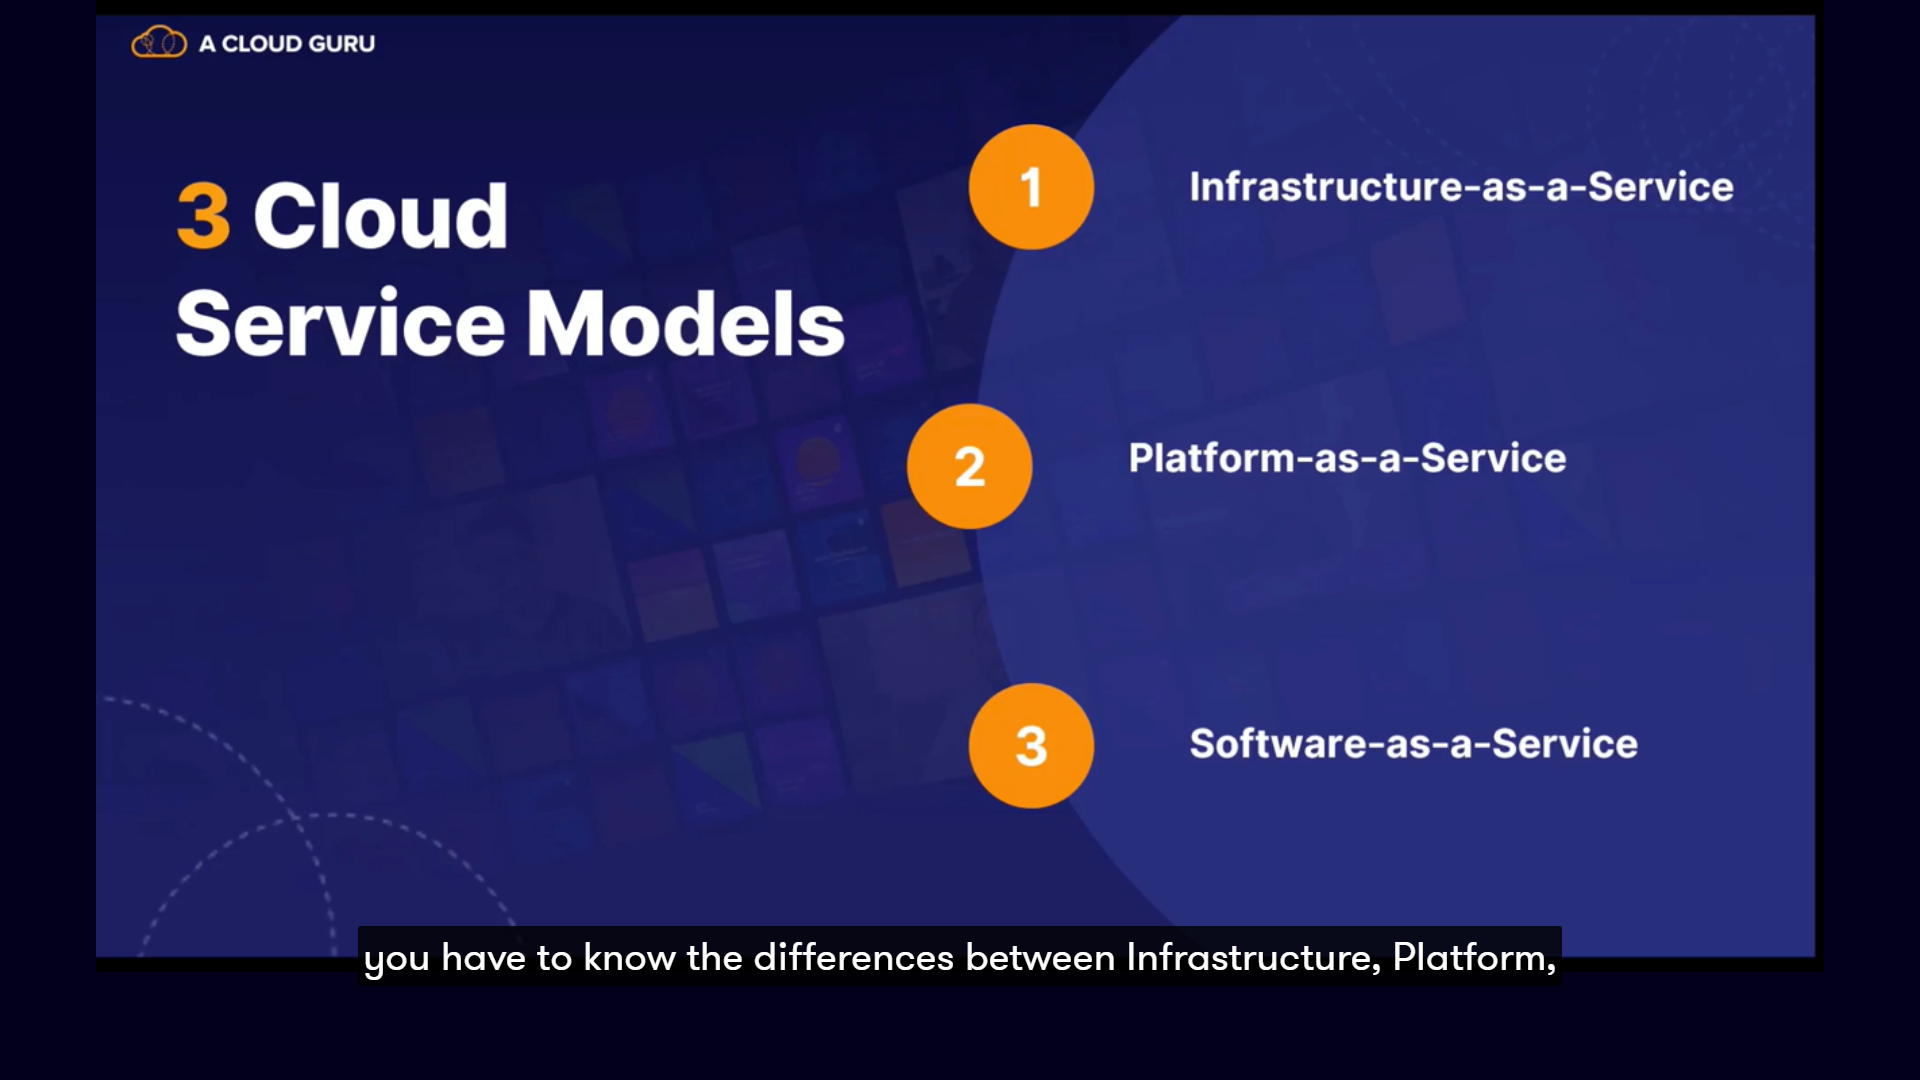 A CLOUD GURU
3 Cloud
Service Models
1
Infrastructure-as-a-Service
2
Platform-as-a-Service
3
Software-as-a-Service
you have to know the differences between Infrastructure, Platform,